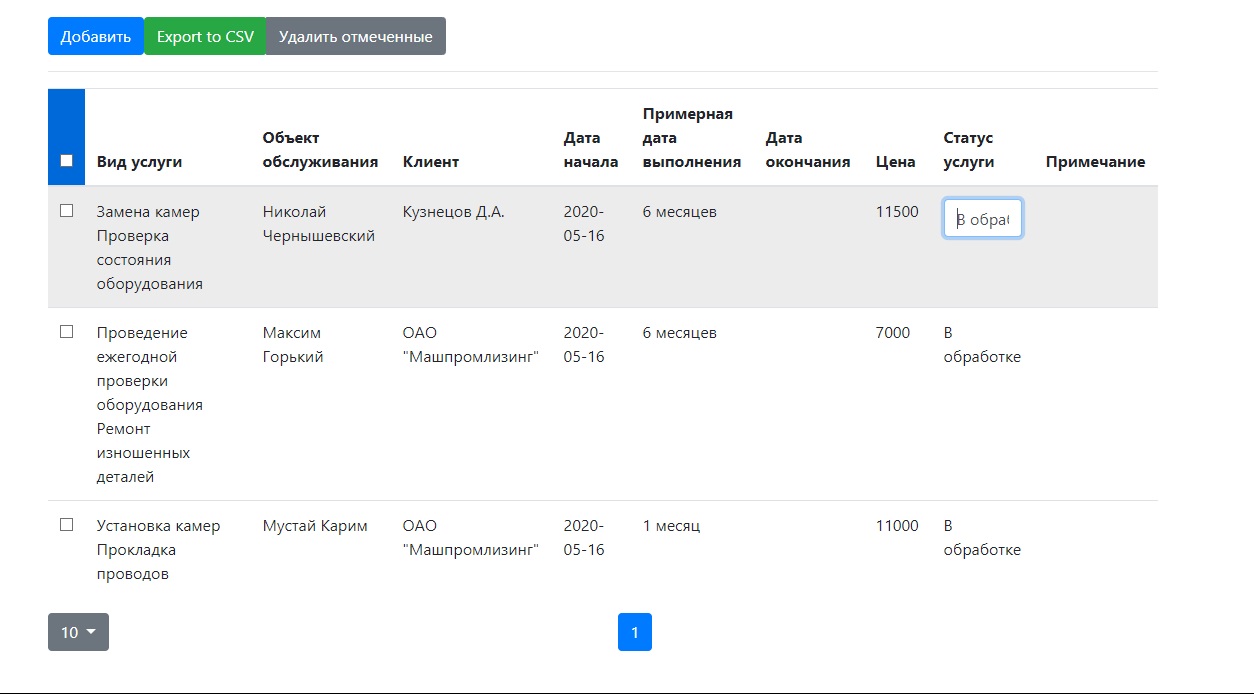 Добавить Export to CSV Удалить отмеченные
Вид услуги
Объект
обслуживания
Клиент
Дата
начала
Примерная
дата
выполнения
Дата
окончания
Цена
Статус
услуги
Примечание
Замена камер
Проверка
состояния
оборудования
Николай
Чернышевский
Кузнецов Д.А.
2020-
05-16
6 месяцев
11500
В обра
Проведение
ежегодной
проверки
оборудования
Ремонт
изношенных
деталей
Максим
Горький
ОАО
"Машпромлизинг"
2020-
05-16
6 месяцев
7000
В
обработке
Установка камер
Прокладка
проводов
Мустай Карим
ОАО
"Машпромлизинг"
2020-
05-16
1 месяц
11000
В
обработке
10
1